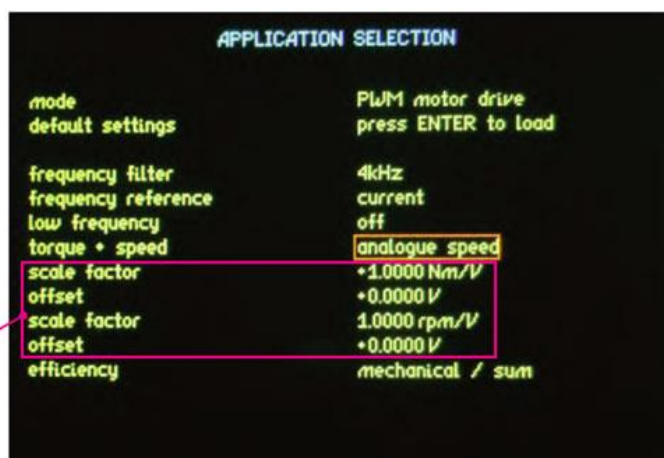 APPLICATION SELECTION
mode PWM motor drive
default settings press ENTER to load
frequency filter 4kHz
frequency reference current
low frequency off
torque + speed analogue speed
scale factor +1.0000 Nm/V
offset +0.0000 V
scale factor 1.0000 rpm/V
offset +0.0000 V
efficiency mechanical / sum